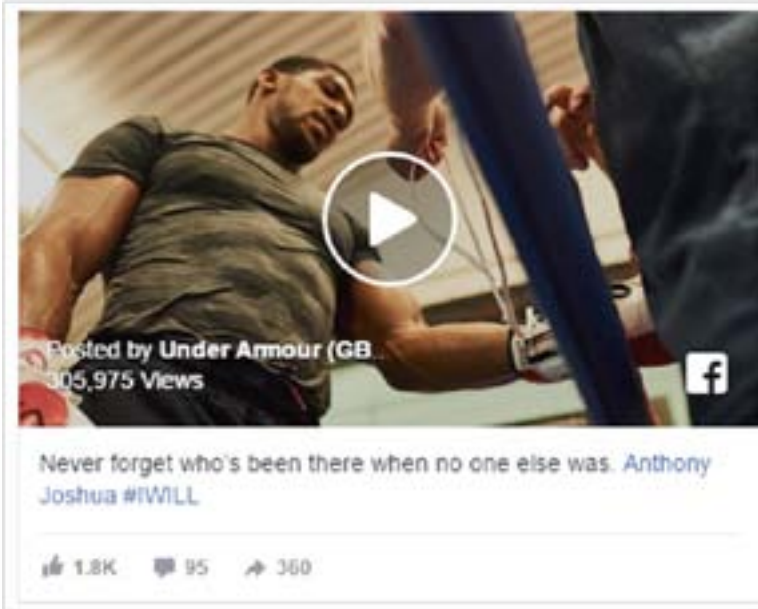 Posted by Under Armour (GB...
305,975 Views
Never forget who's been there when no one else was. Anthony
Joshua #IWILL
1.8K 95 360